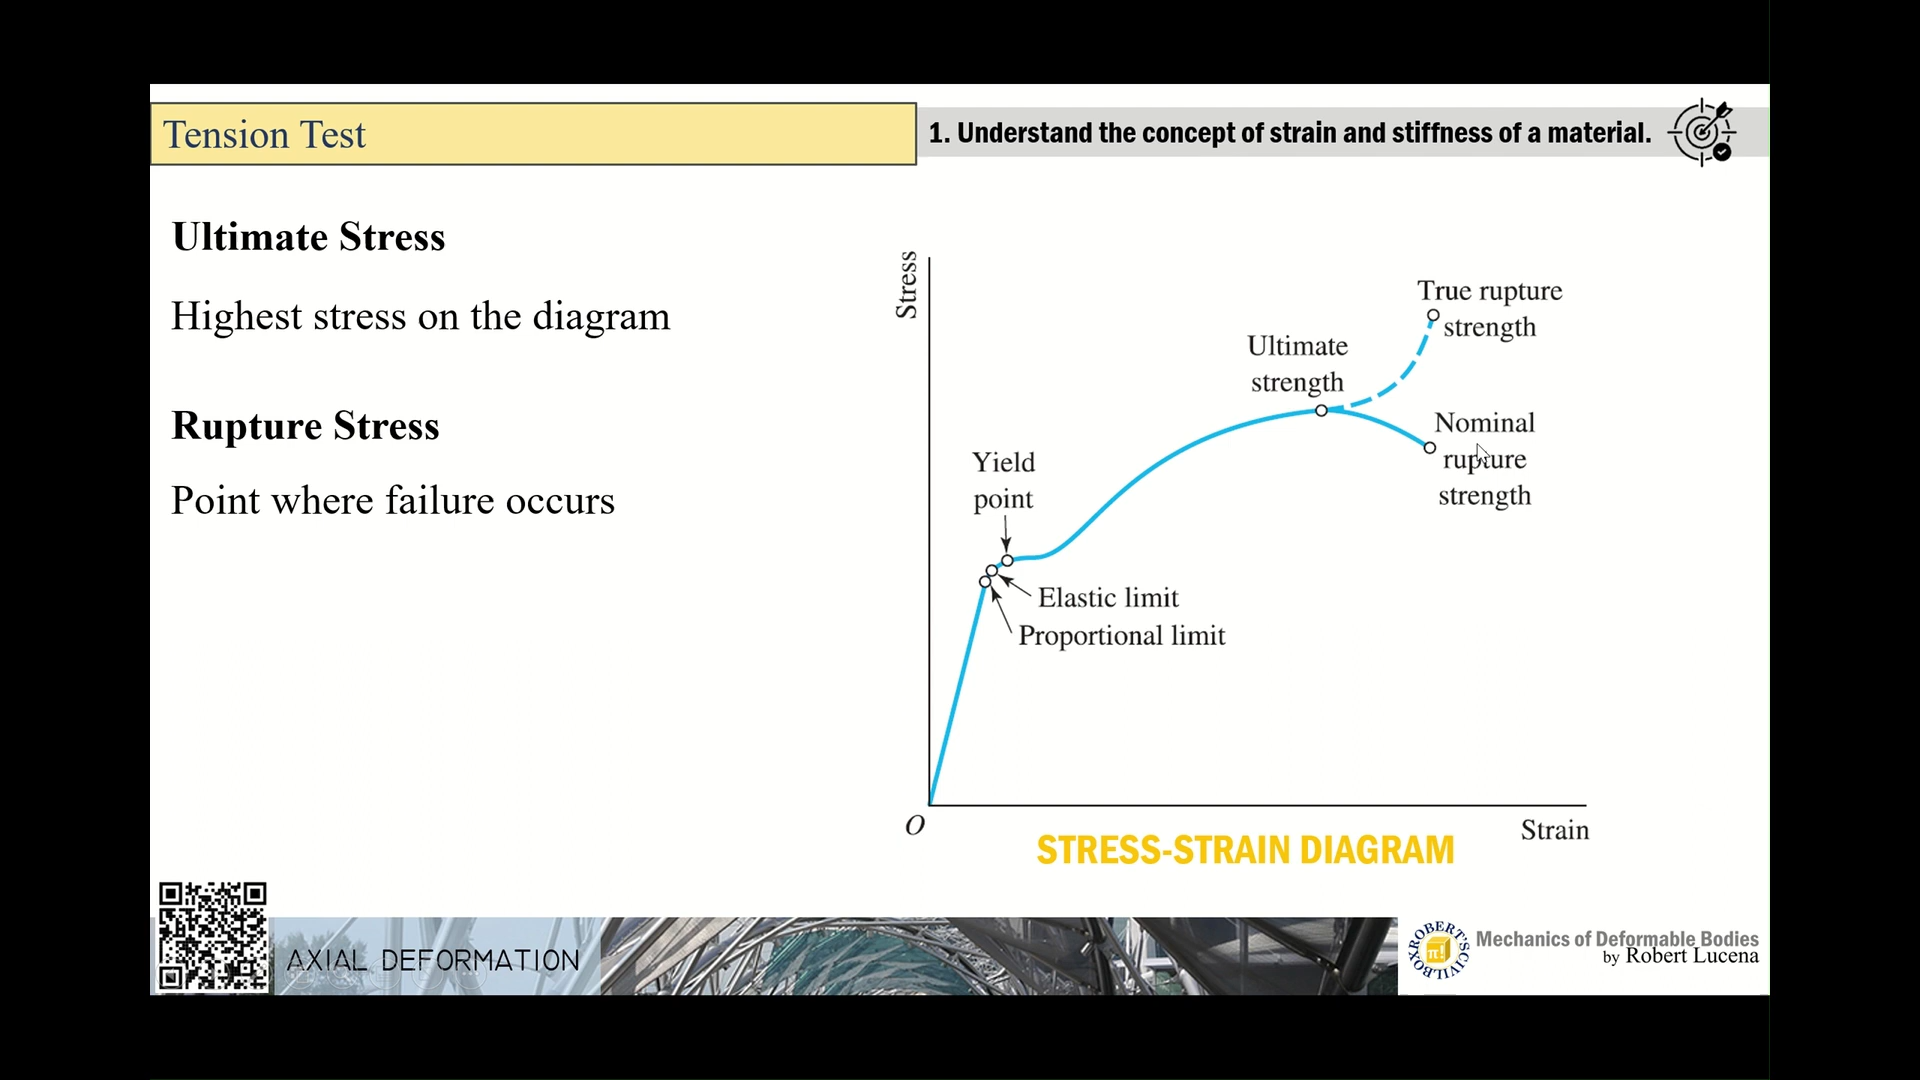 Tension Test
1. Understand the concept of strain and stiffness of a material.
Ultimate Stress
Highest stress on the diagram
Rupture Stress
Point where failure occurs
Stress
True rupture
strength
Ultimate
strength
Nominal
rupture
strength
Yield
point
Elastic limit
Proportional limit
O
Strain
STRESS-STRAIN DIAGRAM
AXIAL DEFORMATION
ROBERT'S CIVILBOX
π!
Mechanics of Deformable Bodies
by Robert Lucena